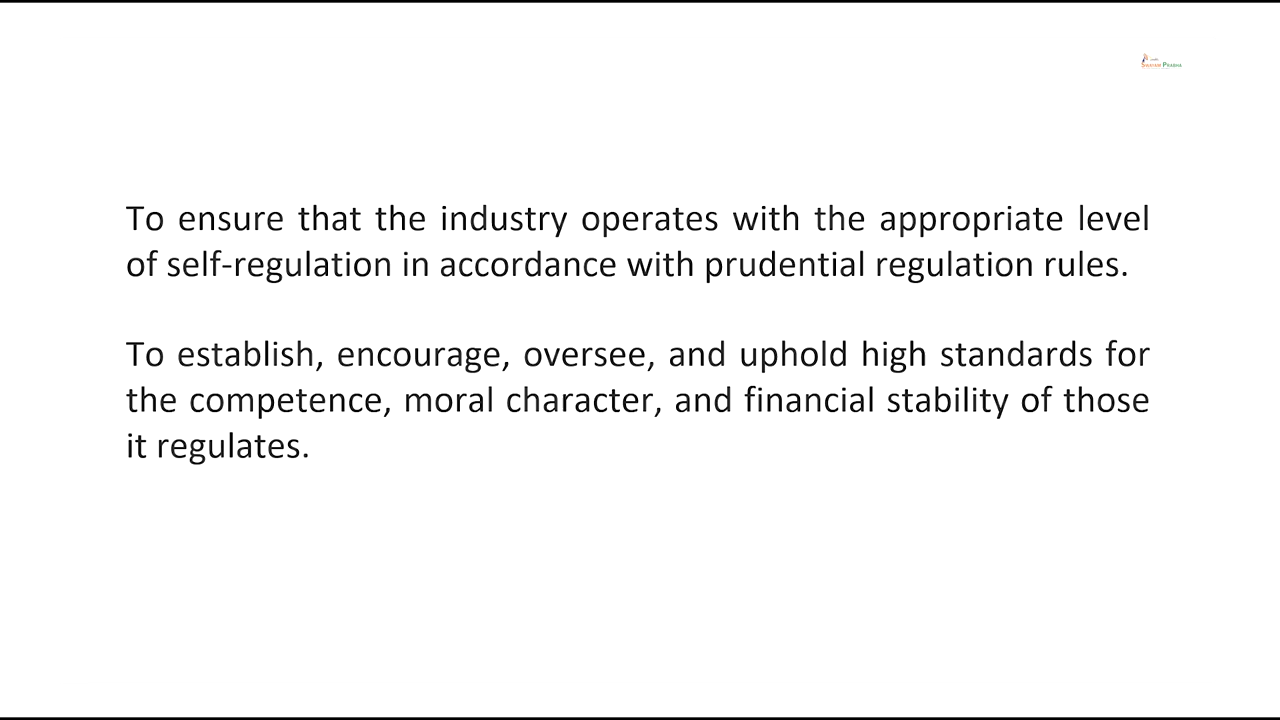 Swayam Prabha
To ensure that the industry operates with the appropriate level
of self-regulation in accordance with prudential regulation rules.
To establish, encourage, oversee, and uphold high standards for
the competence, moral character, and financial stability of those
it regulates.